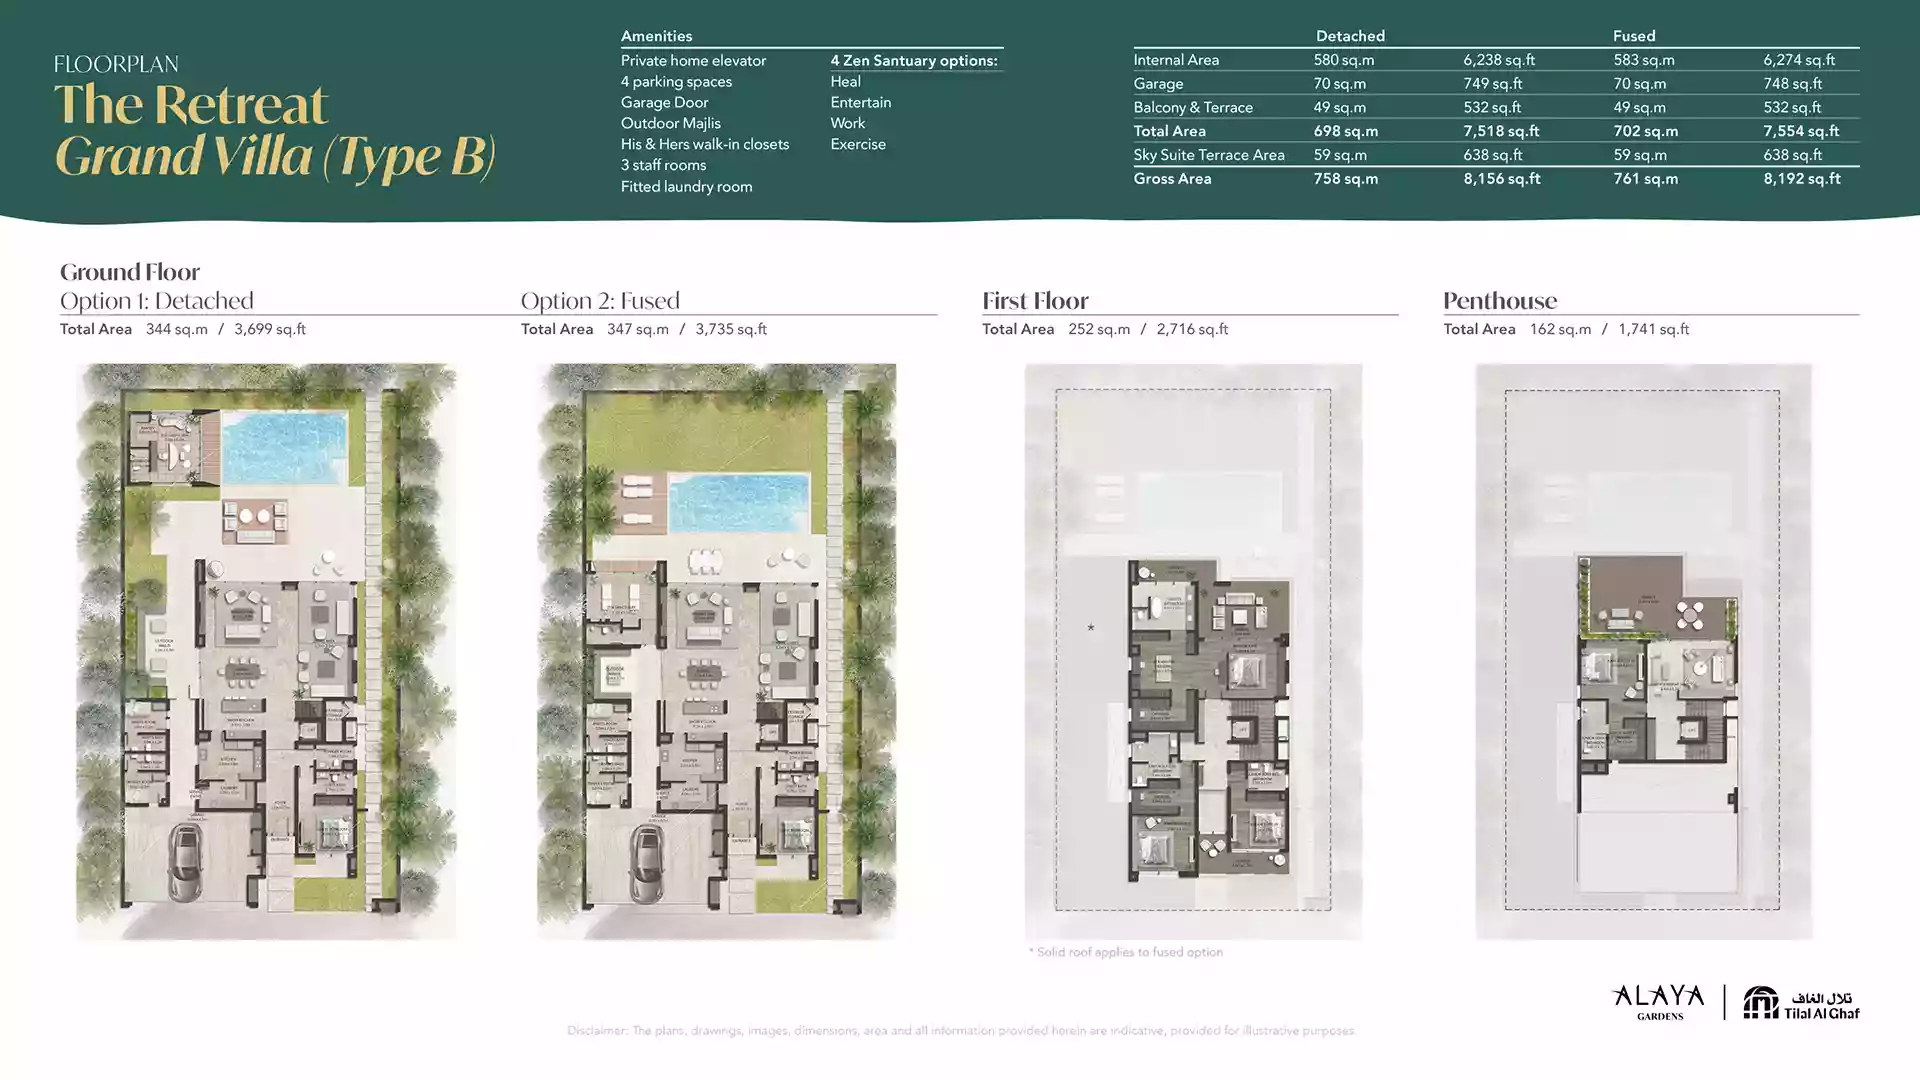 FLOORPLAN
The Retreat
Grand Villa (Type B)
Amenities
Private home elevator
4 parking spaces
Garage Door
Outdoor Majlis
His & Hers walk-in closets
3 staff rooms
Fitted laundry room
4 Zen Santuary options:
Heal
Entertain
Work
Exercise
Detached Fused
Internal Area 580 sq.m 6,238 sq.ft 583 sq.m 6,274 sq.ft
Garage 70 sq.m 749 sq.ft 70 sq.m 748 sq.ft
Balcony & Terrace 49 sq.m 532 sq.ft 49 sq.m 532 sq.ft
Total Area 698 sq.m 7,518 sq.ft 702 sq.m 7,554 sq.ft
Sky Suite Terrace Area 59 sq.m 638 sq.ft 59 sq.m 638 sq.ft
Gross Area 758 sq.m 8,156 sq.ft 761 sq.m 8,192 sq.ft
Ground Floor
Option 1: Detached
Total Area 344 sq.m / 3,699 sq.ft
Option 2: Fused
Total Area 347 sq.m / 3,735 sq.ft
First Floor
Total Area 252 sq.m / 2,716 sq.ft
Penthouse
Total Area 162 sq.m / 1,741 sq.ft
*
* Solid roof applies to fused option
ALAYA
GARDENS
تلال الغاف
Tilal Al Ghaf
Disclaimer: The plans, drawings, images, dimensions, area and all information provided herein are indicative, provided for illustrative purposes.